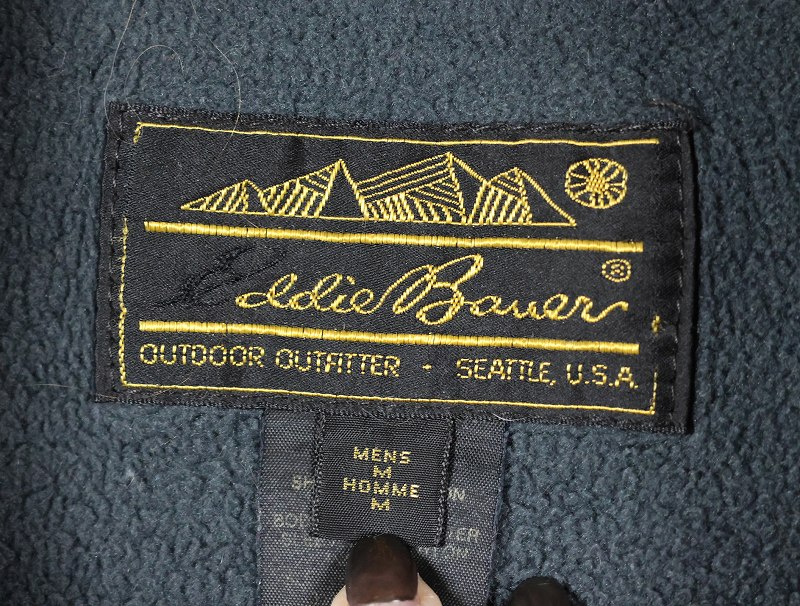 Eddie Bauer ®
OUTDOOR OUTFITTER - SEATTLE, U.S.A.
MENS
M
HOMME
M